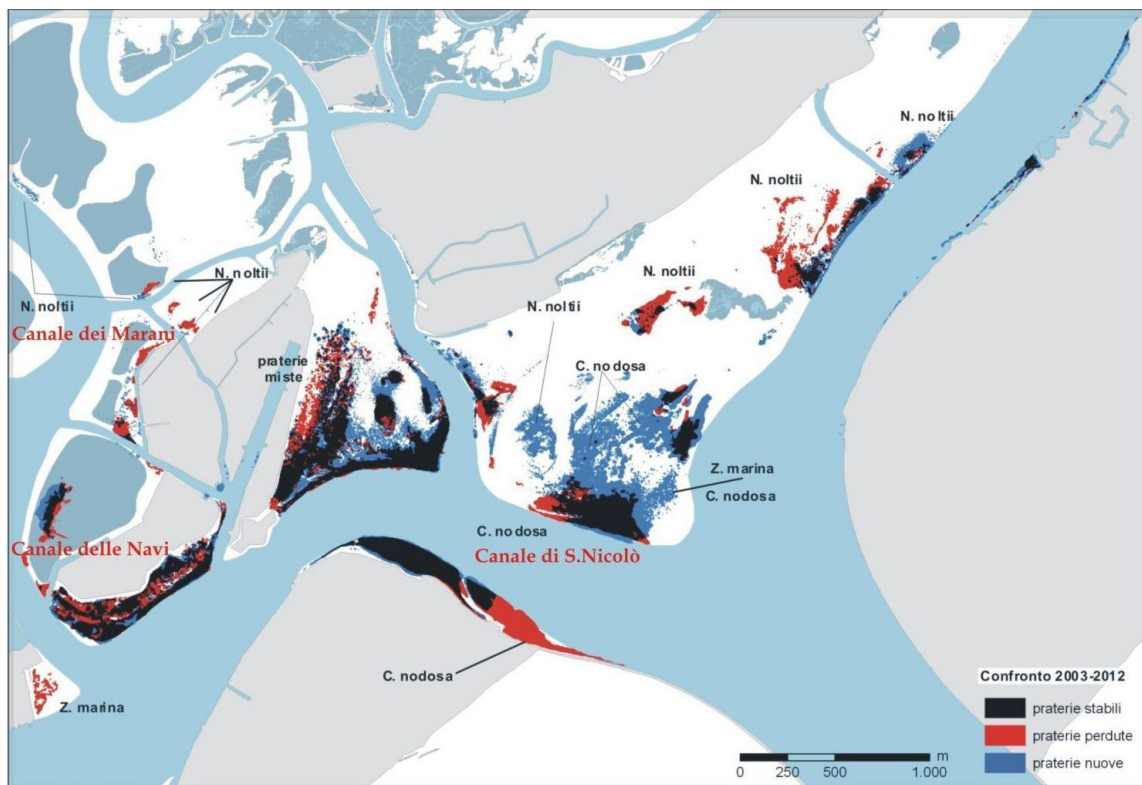 N. noltii
N. noltii
N. noltii
N. noltii
N. noltii
N. noltii
Canale dei Marani
praterie
miste
C. nodosa
Z. marina
C. nodosa
C. nodosa
Canale delle Navi
Canale di S.Nicolò
C. nodosa
Z. marina
Confronto 2003-2012
praterie stabili
praterie perdute
praterie nuove
m
0 250 500 1.000